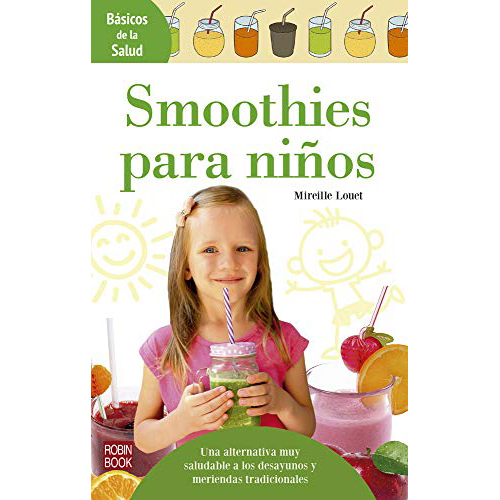 Básicos
de la
Salud
Smoothies
para niños
Mireille Louet
Una alternativa muy
saludable a los desayunos y
meriendas tradicionales
ROBIN
BOOK